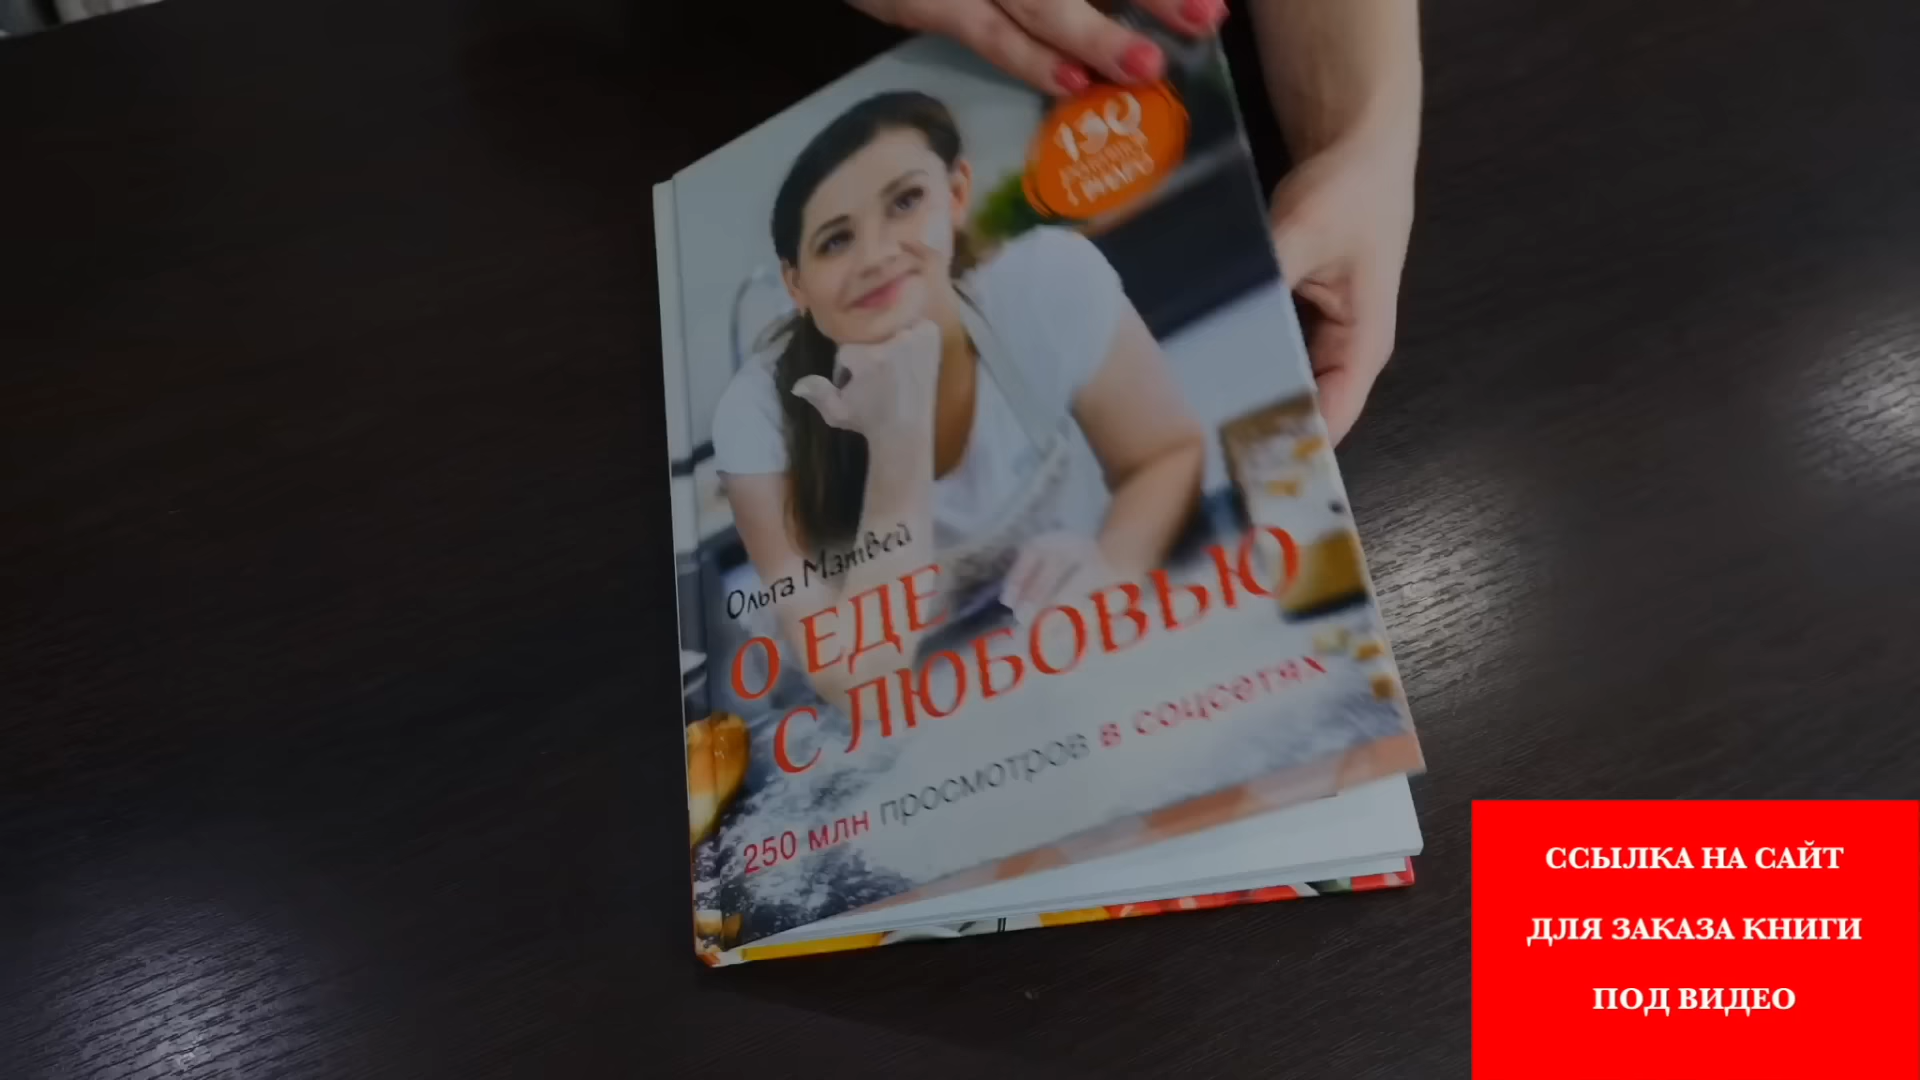 Ольга Матвей
О ЕДЕ
С ЛЮБОВЬЮ
250 млн просмотров в соцсетях
ССЫЛКА НА САЙТ
ДЛЯ ЗАКАЗА КНИГИ
ПОД ВИДЕО